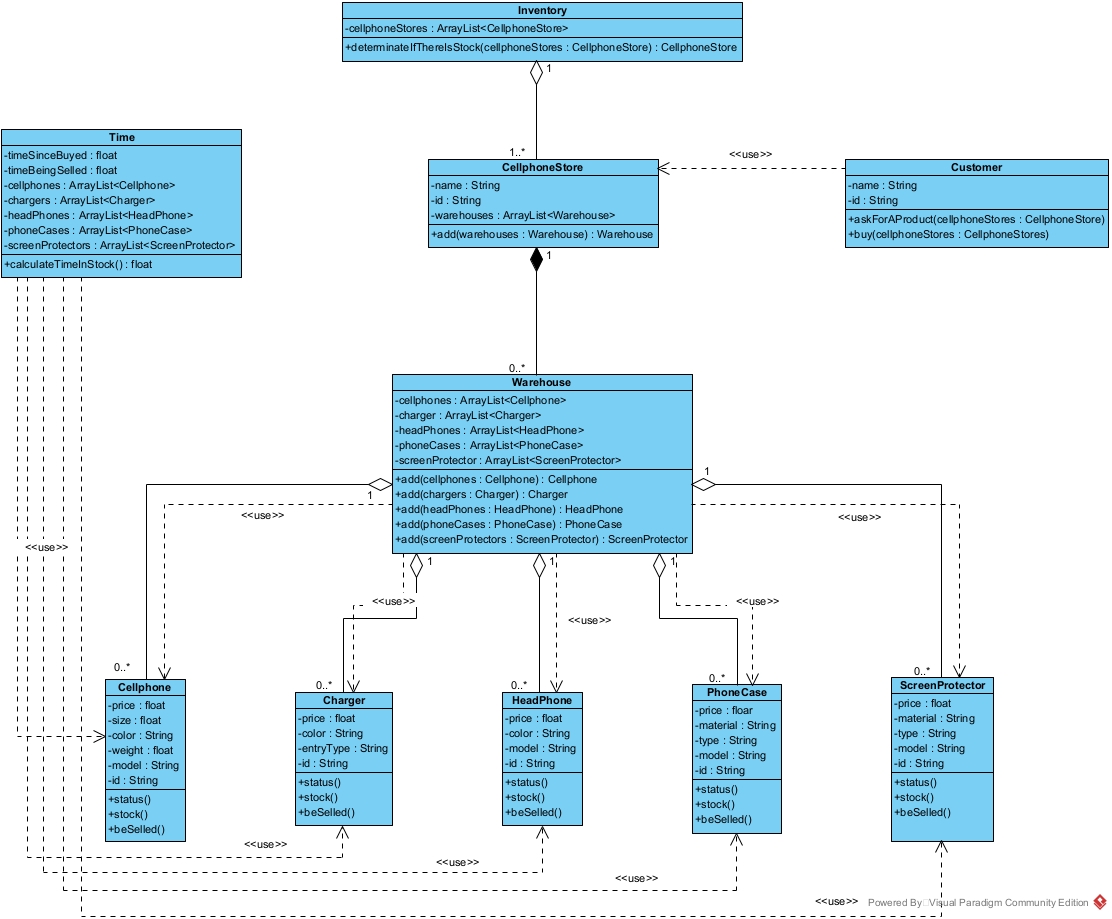 Inventory
-cellphoneStores : ArrayList<CellphoneStore>
+determinateIfThereIsStock(cellphoneStores : CellphoneStore) : CellphoneStore
1
1..*
Time
-timeSinceBuyed : float
-timeBeingSelled : float
-cellphones : ArrayList<Cellphone>
-chargers : ArrayList<Charger>
-headPhones : ArrayList<HeadPhone>
-phoneCases : ArrayList<PhoneCase>
-screenProtectors : ArrayList<ScreenProtector>
+calculateTimeInStock() : float
CellphoneStore
-name : String
-id : String
-warehouses : ArrayList<Warehouse>
+add(warehouses : Warehouse) : Warehouse
<<use>>
Customer
-name : String
-id : String
+askForAProduct(cellphoneStores : CellphoneStore)
+buy(cellphoneStores : CellphoneStores)
1
0..*
Warehouse
-cellphones : ArrayList<Cellphone>
-charger : ArrayList<Charger>
-headPhones : ArrayList<HeadPhone>
-phoneCases : ArrayList<PhoneCase>
-screenProtector : ArrayList<ScreenProtector>
+add(cellphones : Cellphone) : Cellphone
+add(chargers : Charger) : Charger
+add(headPhones : HeadPhone) : HeadPhone
+add(phoneCases : PhoneCase) : PhoneCase
+add(screenProtectors : ScreenProtector) : ScreenProtector
1
1
<<use>>
<<use>>
<<use>>
1
1
1
<<use>>
<<use>>
<<use>>
0..*
0..*
0..*
0..*
0..*
Cellphone
-price : float
-size : float
-color : String
-weight : float
-model : String
-id : String
+status()
+stock()
+beSelled()
Charger
-price : float
-color : String
-entryType : String
-id : String
+status()
+stock()
+beSelled()
HeadPhone
-price : float
-color : String
-model : String
-id : String
+status()
+stock()
+beSelled()
PhoneCase
-price : floar
-material : String
-type : String
-model : String
-id : String
+status()
+stock()
+beSelled()
ScreenProtector
-price : float
-material : String
-type : String
-model : String
-id : String
+status()
+stock()
+beSelled()
<<use>>
<<use>>
<<use>>
<<use>>
Powered By Visual Paradigm Community Edition